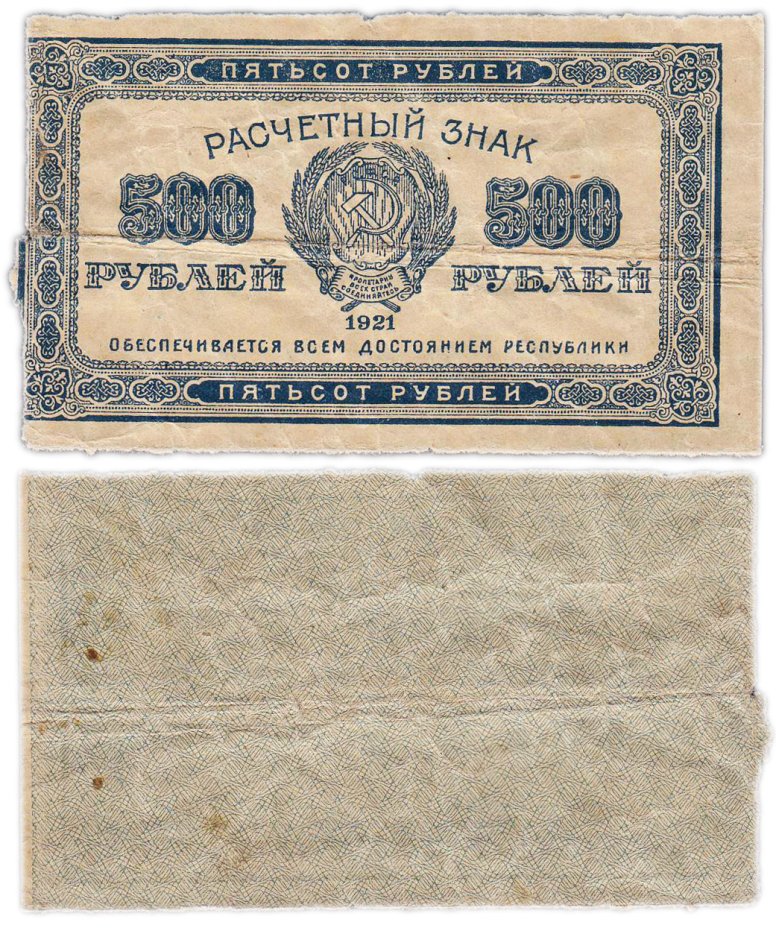 ПЯТЬСОТ РУБЛЕЙ
РАСЧЕТНЫЙ ЗНАК
500 500
РУБЛЕЙ РУБЛЕЙ
ПРОЛЕТАРИИ
ВСЕХ СТРАН
СОЕДИНЯЙТЕСЬ
1921
ОБЕСПЕЧИВАЕТСЯ ВСЕМ ДОСТОЯНИЕМ РЕСПУБЛИКИ
ПЯТЬСОТ РУБЛЕЙ